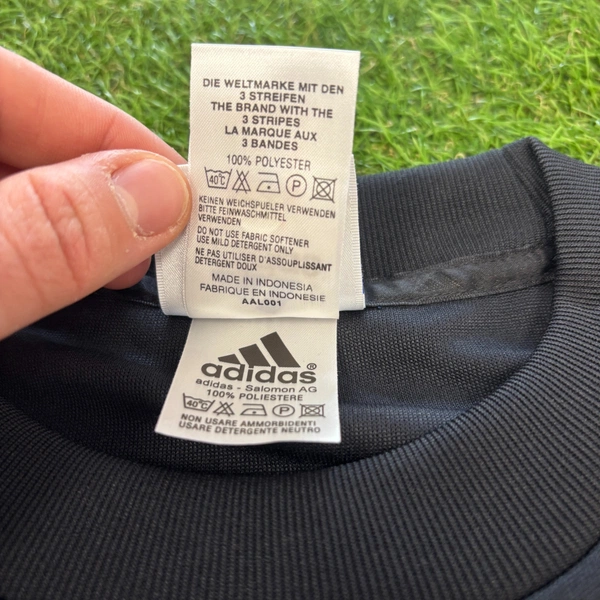 DIE WELTMARKE MIT DEN
3 STREIFEN
THE BRAND WITH THE
3 STRIPES
LA MARQUE AUX
3 BANDES
100% POLYESTER
40°C P
KEINEN WEICHSPUELER VERWENDEN
BITTE FEINWASCHMITTEL
VERWENDEN
DO NOT USE FABRIC SOFTENER
USE MILD DETERGENT ONLY
NE PAS UTILISER D'ASSOUPLISSANT
DETERGENT DOUX
MADE IN INDONESIA
FABRIQUE EN INDONESIE
AAL001
adidas®
adidas - Salomon AG
100% POLIESTERE
40°C P
NON USARE AMMORBIDENTI
USARE DETERGENTE NEUTRO